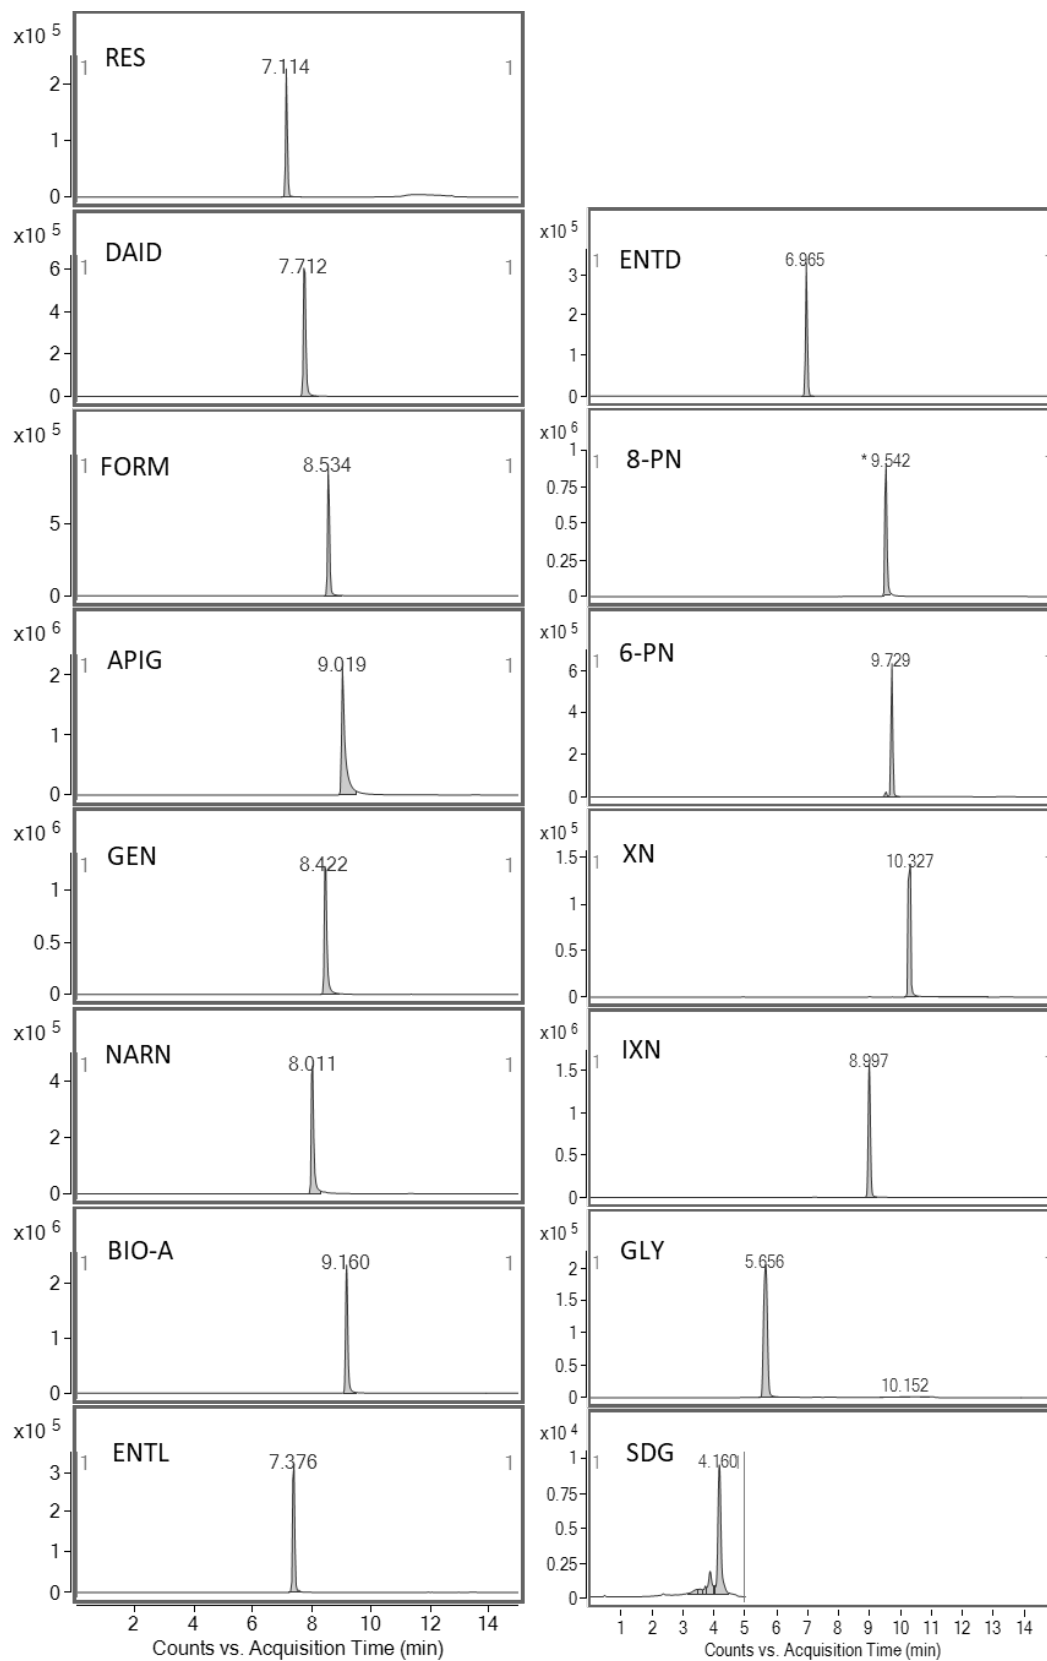 x10 5
RES
1
7.114
1
2
1
0
x10 5
DAID
1
7.712
1
6
4
2
0
x10 5
FORM
1
8.534
1
5
0
x10 6
APIG
1
9.019
1
2
1
0
x10 6
GEN
1
8.422
1
1
0.5
0
x10 5
NARN
1
8.011
1
4
2
0
x10 6
BIO-A
1
9.160
1
2
1
0
x10 5
ENTL
1
7.376
1
3
2
1
0
2 4 6 8 10 12 14
Counts vs. Acquisition Time (min)
x10 5
ENTD
1
6.965
3
2
1
0
x10 6
8-PN
1
* 9.542
1
0.75
0.5
0.25
0
x10 5
6-PN
1
9.729
6
4
2
0
x10 5
XN
1
10.327
1.5
1
0.5
0
x10 6
IXN
1
8.997
1.5
1
0.5
0
x10 5
GLY
1
5.656
2
1.5
1
0.5
0
10.152
x10 4
SDG
1
4.160
1
0.75
0.5
0.25
0
1 2 3 4 5 6 7 8 9 10 11 12 13 14
Counts vs. Acquisition Time (min)